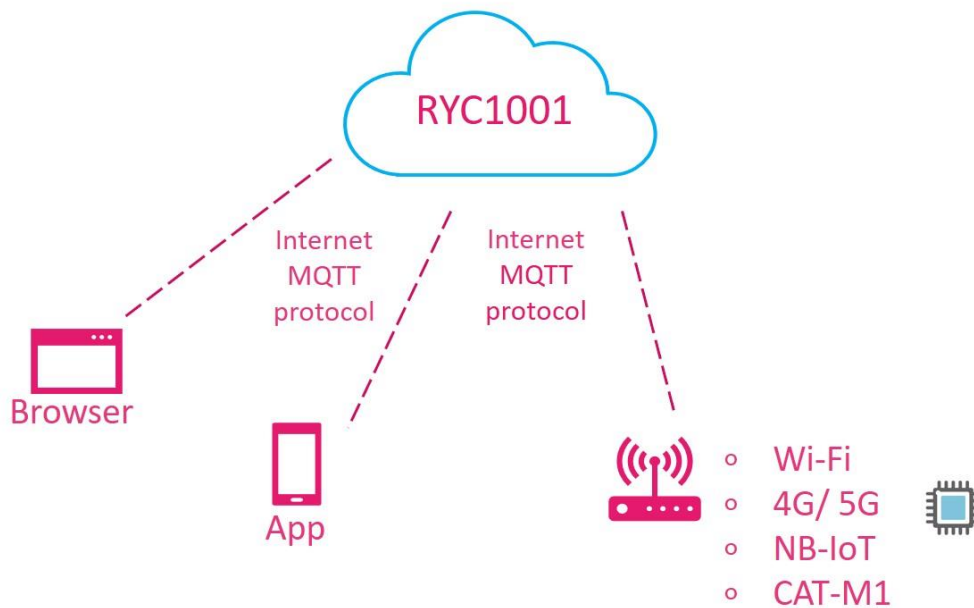 RYC1001
Internet
MQTT
protocol
Internet
MQTT
protocol
Browser
App
Wi-Fi
4G/ 5G
NB-IoT
CAT-M1